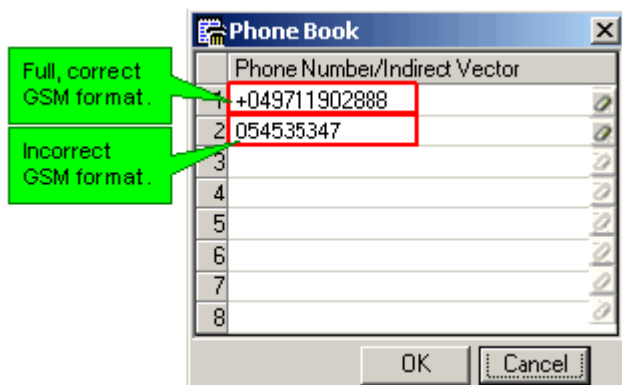 Phone Book
Full, correct
GSM format.
Incorrect
GSM format.
Phone Number/Indirect Vector
1 +049711902888
2 054535347
3
4
5
6
7
8
OK Cancel